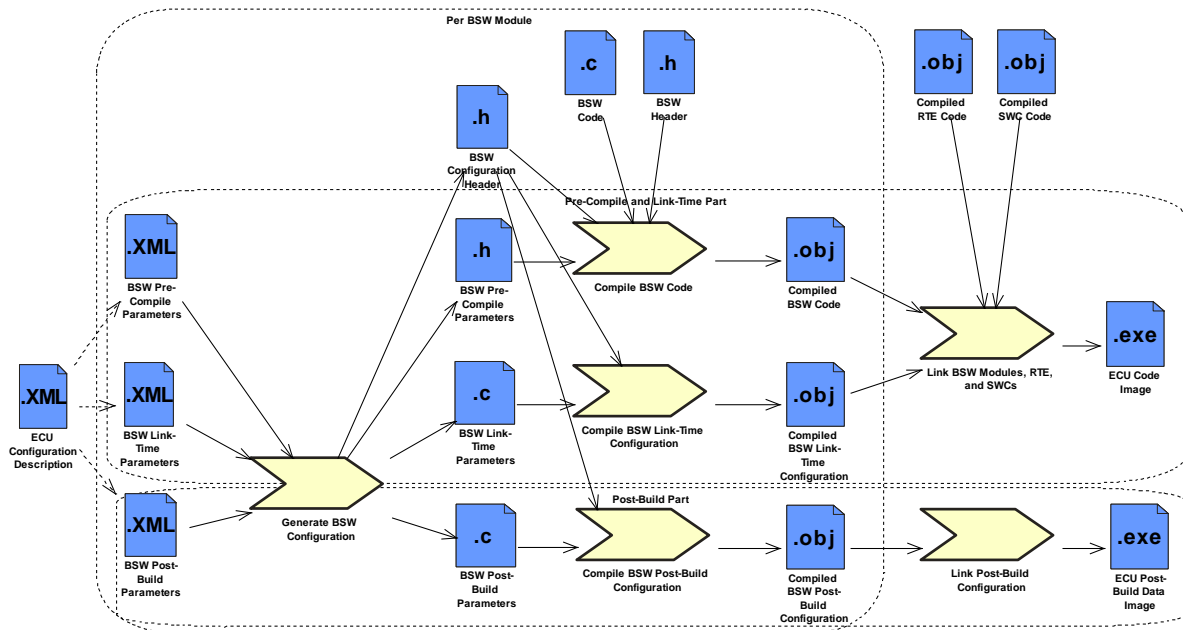 Per BSW Module
.c
BSW
Code
.h
BSW
Header
.obj
Compiled
RTE Code
.obj
Compiled
SWC Code
.h
BSW
Configuration
Header
Pre-Compile and Link-Time Part
.XML
BSW Pre-
Compile
Parameters
.h
BSW Pre-
Compile
Parameters
Compile BSW Code
.obj
Compiled
BSW Code
Link BSW Modules, RTE,
and SWCs
.exe
ECU Code
Image
.XML
ECU
Configuration
Description
.XML
BSW Link-
Time
Parameters
.c
BSW Link-
Time
Parameters
Compile BSW Link-Time
Configuration
.obj
Compiled
BSW Link-
Time
Configuration
Generate BSW
Configuration
Post-Build Part
.XML
BSW Post-
Build
Parameters
.c
BSW Post-
Build
Parameters
Compile BSW Post-Build
Configuration
.obj
Compiled
BSW Post-
Build
Configuration
Link Post-Build
Configuration
.exe
ECU Post-
Build Data
Image